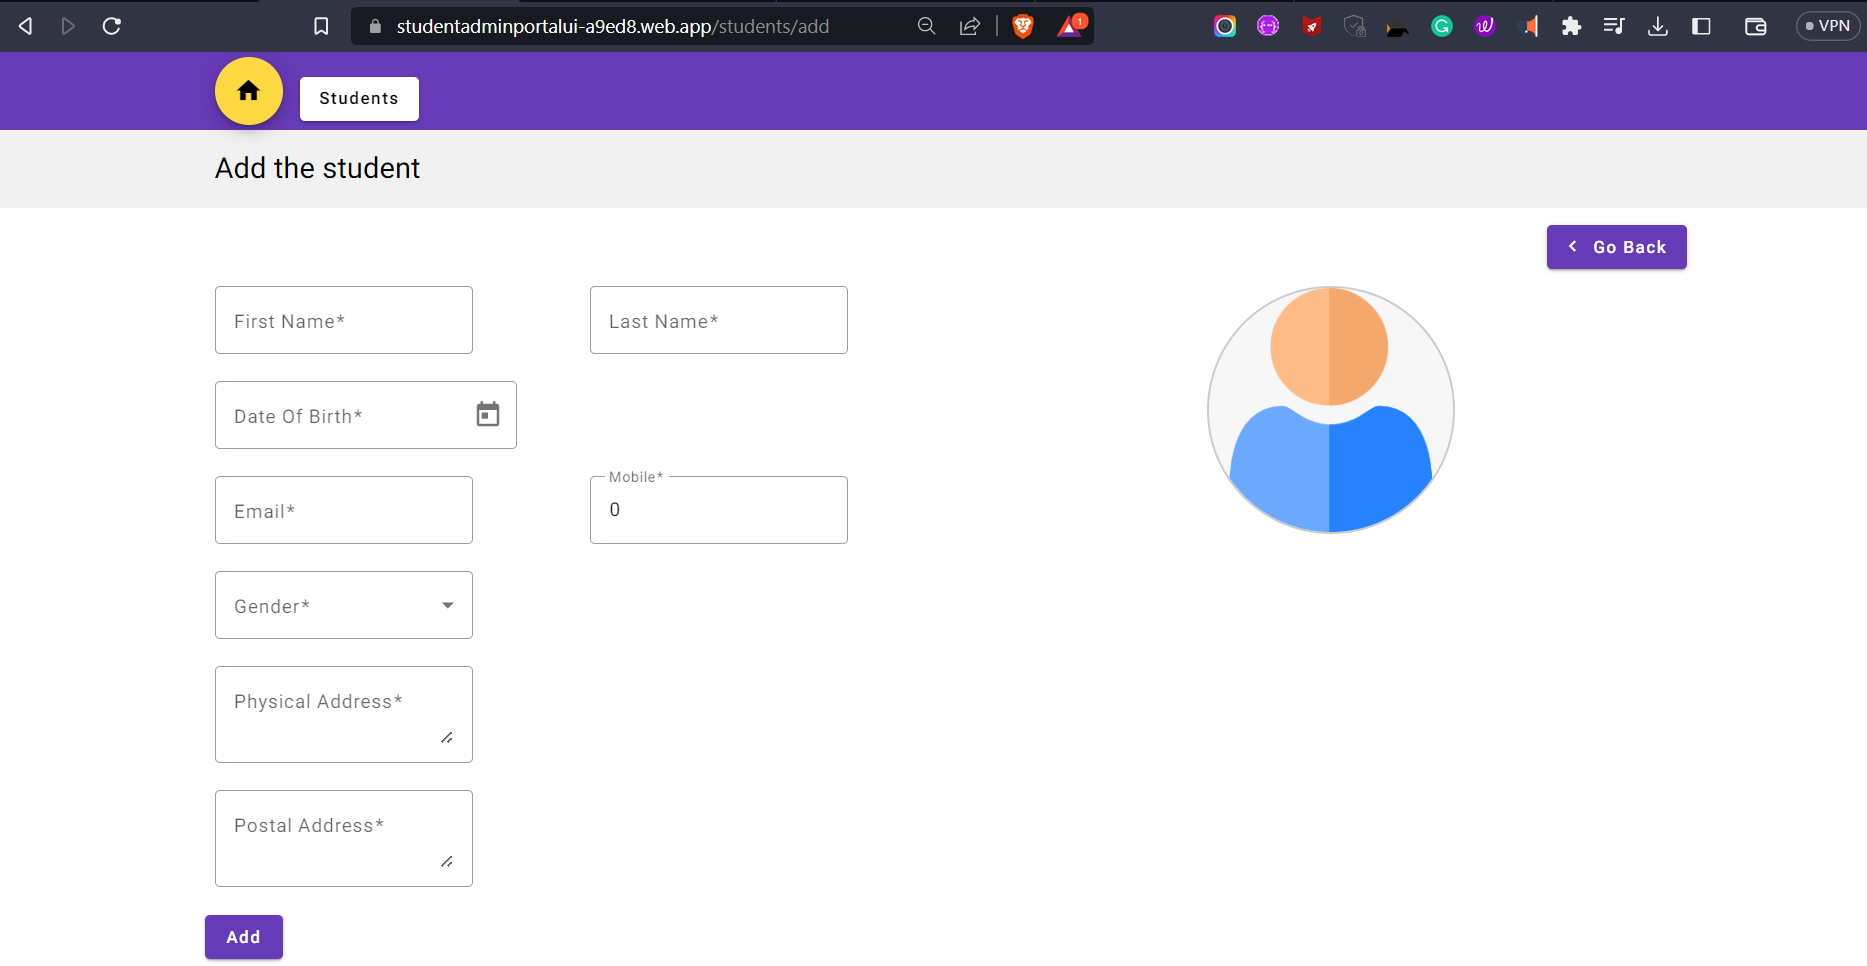 studentadminportalui-a9ed8.web.app/students/add
1
VPN
Students
Add the student
Go Back
First Name*
Last Name*
Date Of Birth*
Email*
Mobile*
0
Gender*
Physical Address*
Postal Address*
Add